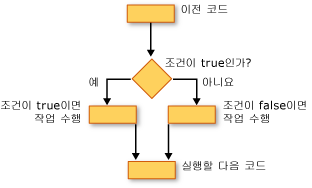 이전 코드
조건이 true인가?
예
아니요
조건이 true이면
작업 수행
조건이 false이면
작업 수행
실행할 다음 코드